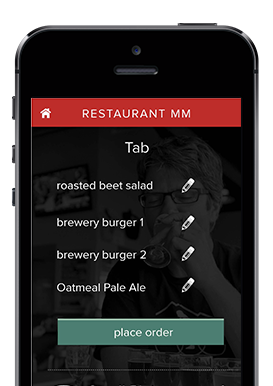 RESTAURANT MM
Tab
roasted beet salad
brewery burger 1
brewery burger 2
Oatmeal Pale Ale
place order